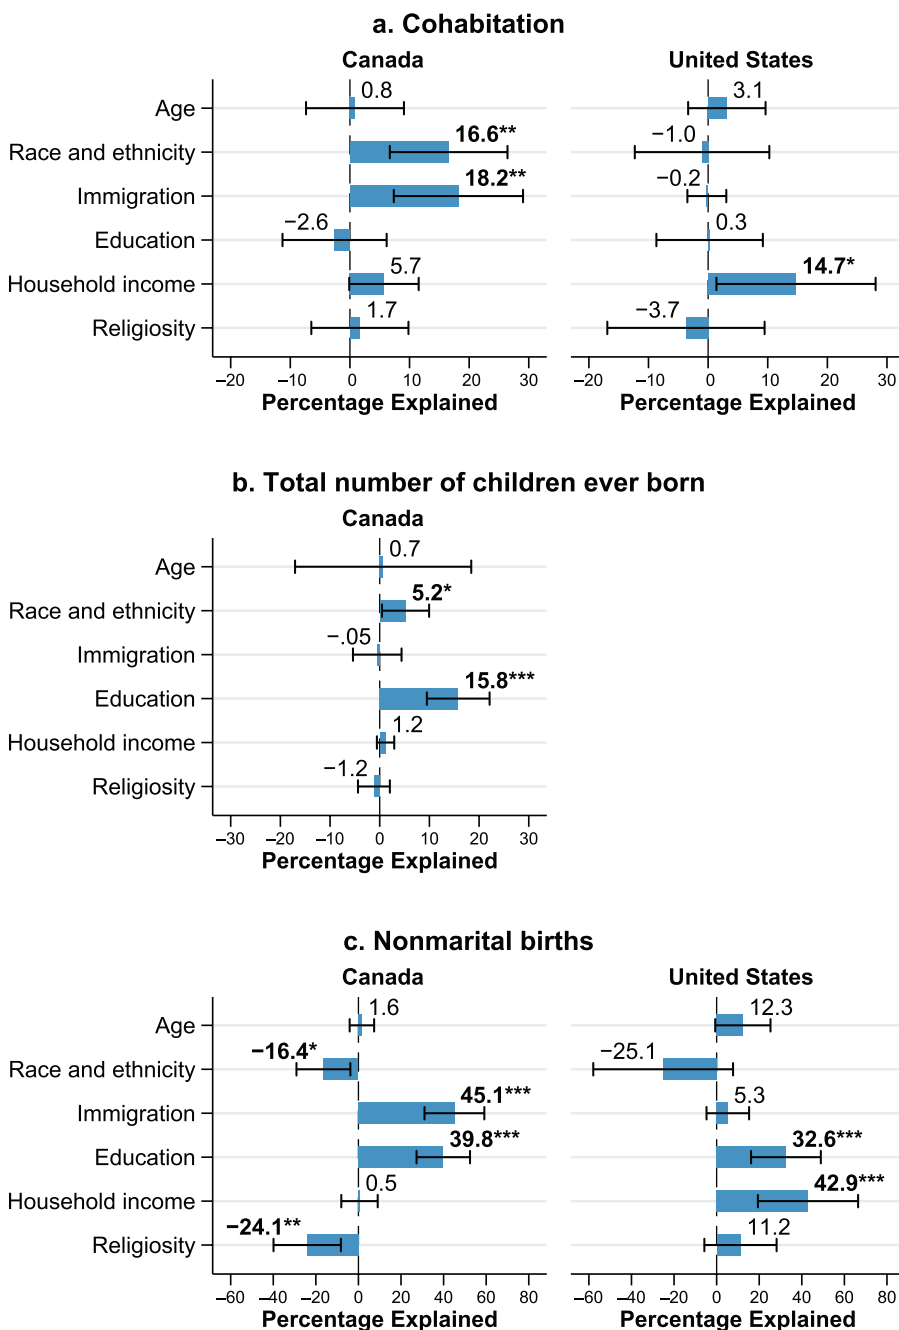 a. Cohabitation
Canada
United States
Age
0.8
3.1
Race and ethnicity
16.6**
−1.0
Immigration
18.2**
−0.2
Education
−2.6
0.3
Household income
5.7
14.7*
Religiosity
1.7
−3.7
−20 −10 0 10 20 30
−20 −10 0 10 20 30
Percentage Explained
Percentage Explained
b. Total number of children ever born
Canada
Age
0.7
Race and ethnicity
5.2*
Immigration
−.05
Education
15.8***
Household income
1.2
Religiosity
−1.2
−30 −20 −10 0 10 20 30
Percentage Explained
c. Nonmarital births
Canada
United States
Age
1.6
12.3
Race and ethnicity
−16.4*
−25.1
Immigration
45.1***
5.3
Education
39.8***
32.6***
Household income
0.5
42.9***
Religiosity
−24.1**
11.2
−60 −40 −20 0 20 40 60 80
−60 −40 −20 0 20 40 60 80
Percentage Explained
Percentage Explained